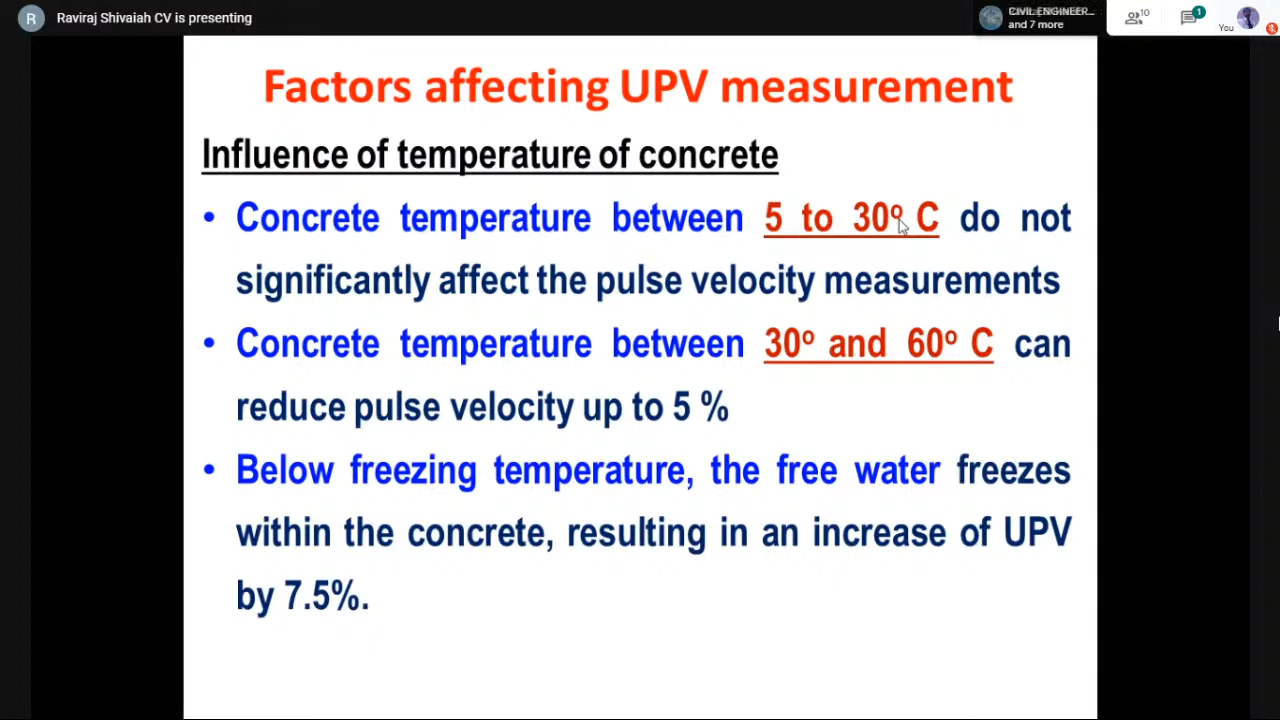 R Raviraj Shivaiah CV is presenting
CIVIL ENGINEER...
and 7 more
10
1
You
Factors affecting UPV measurement
Influence of temperature of concrete
• Concrete temperature between 5 to 30º C do not
significantly affect the pulse velocity measurements
• Concrete temperature between 30º and 60º C can
reduce pulse velocity up to 5 %
• Below freezing temperature, the free water freezes
within the concrete, resulting in an increase of UPV
by 7.5%.